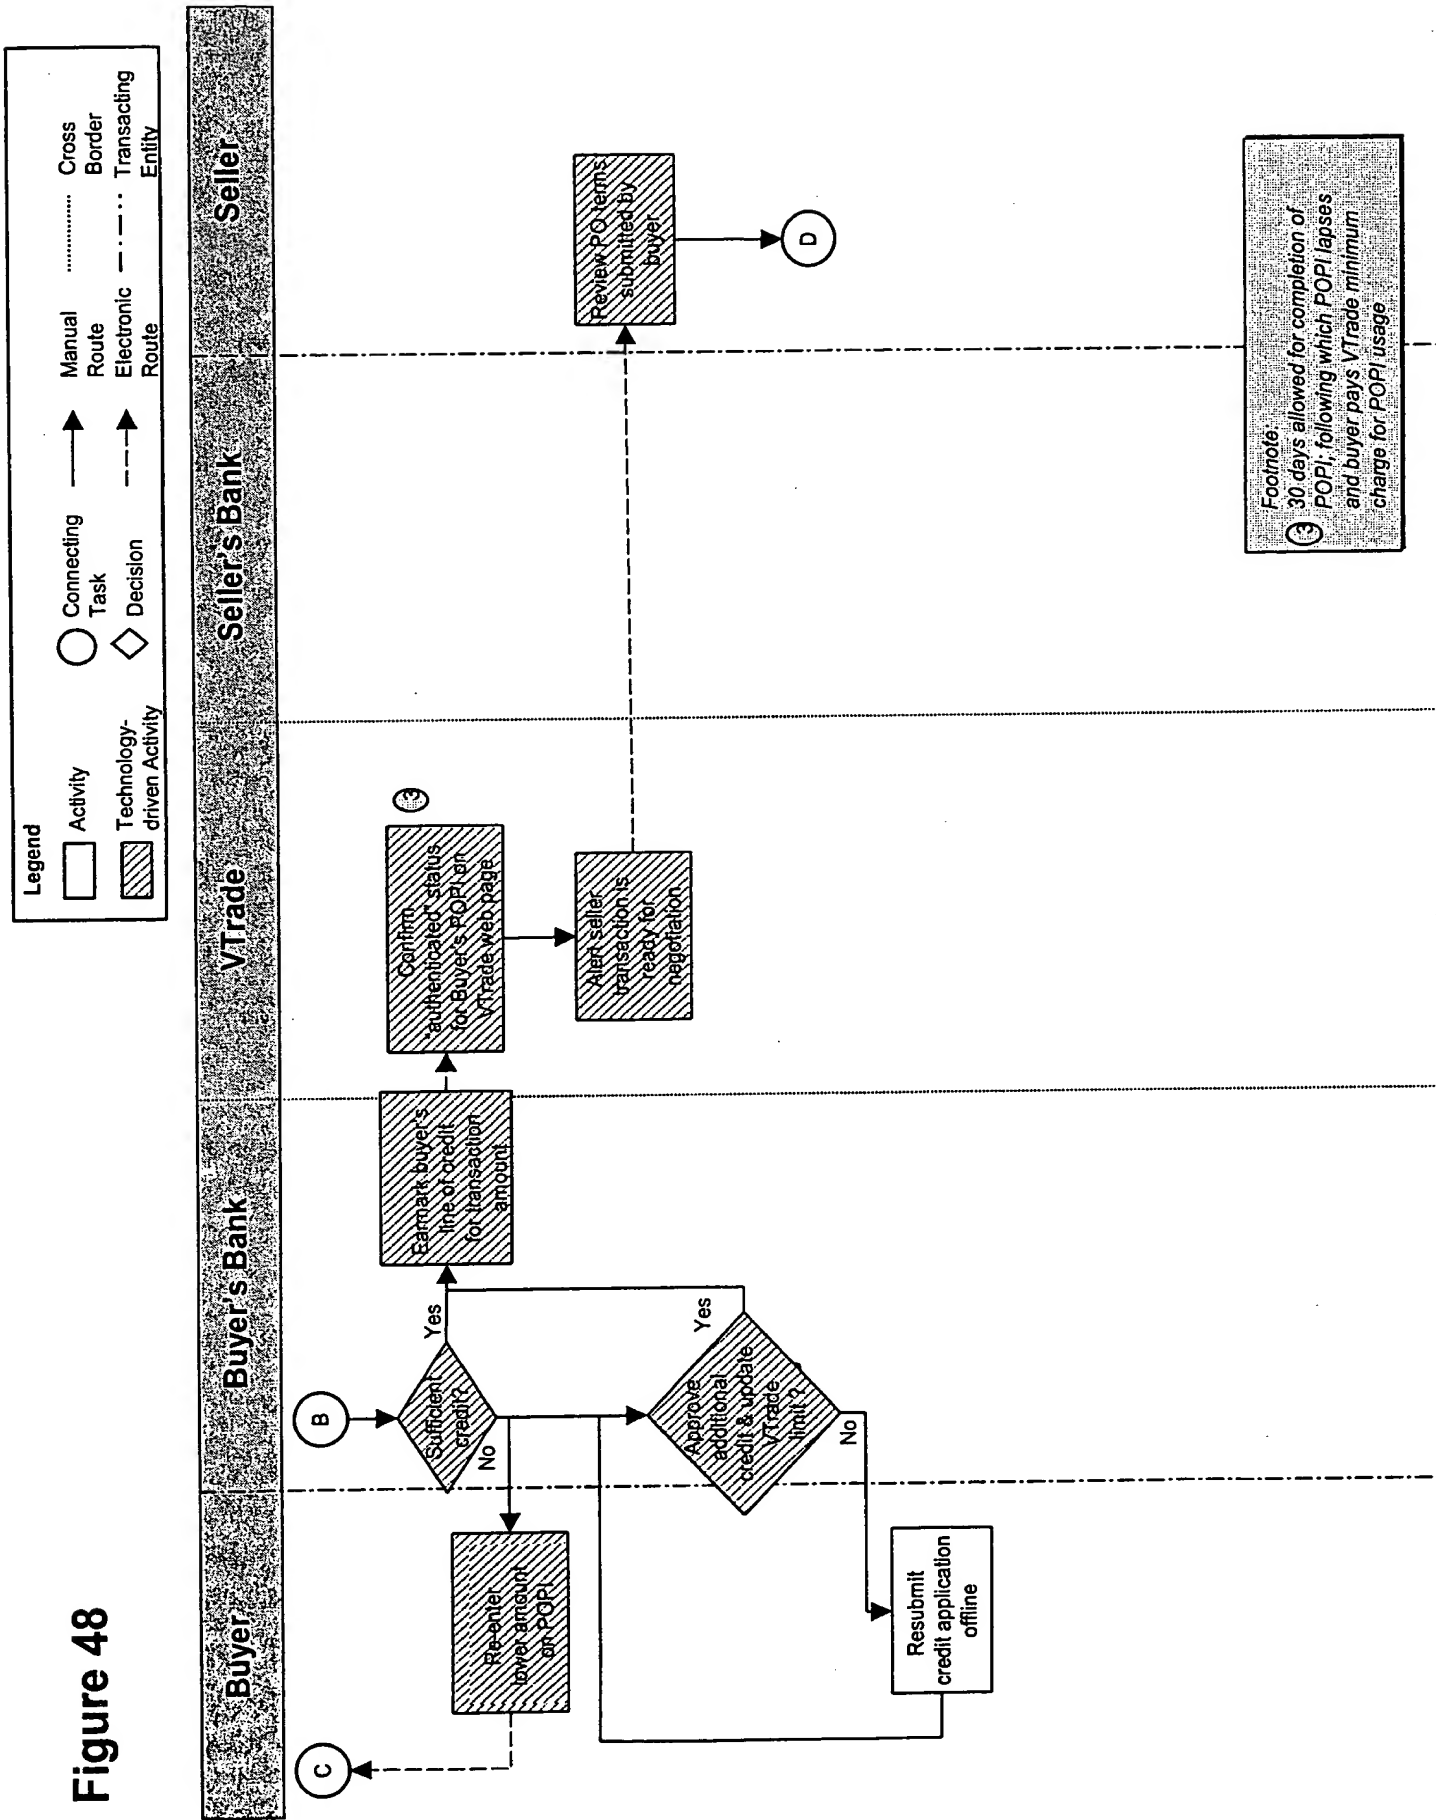 Figure 48
Legend
Activity
Technology-
driven Activity
Connecting
Task
Decision
Manual
Route
Electronic
Route
Cross
Border
Transacting
Entity
Buyer
Buyer's Bank
VTrade
Seller's Bank
Seller
C
B
Sufficient
credit?
Yes
No
Re-enter
lower amount
on POPI
Earmark buyer's
line of credit
for transaction
amount
Confirm
"authenticated" status
for Buyer's POPI on
VTrade web page
3
Approve
additional
credit & update
VTrade
limit?
Yes
No
Alert seller
transaction is
ready for
negotiation
Review PO terms
submitted by
buyer
D
Resubmit
credit application
offline
Footnote:
3 30 days allowed for completion of
POPI; following which POPI lapses
and buyer pays VTrade minimum
charge for POPI usage